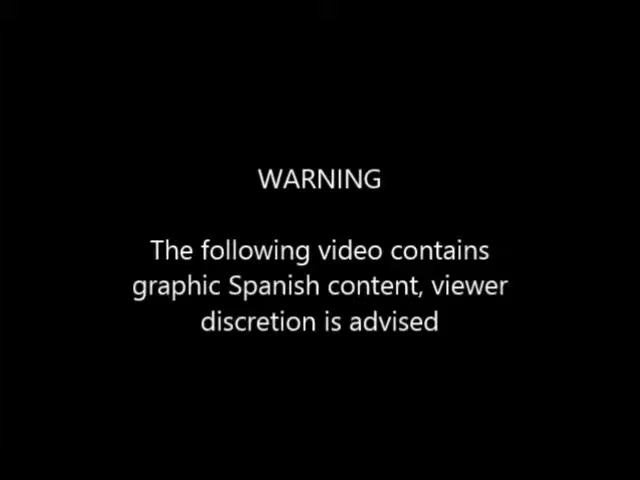 WARNING
The following video contains
graphic Spanish content, viewer
discretion is advised